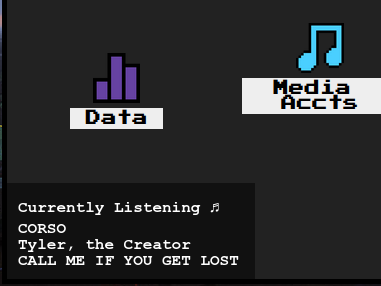 Data
Media
Accts
Currently Listening ♬
CORSO
Tyler, the Creator
CALL ME IF YOU GET LOST